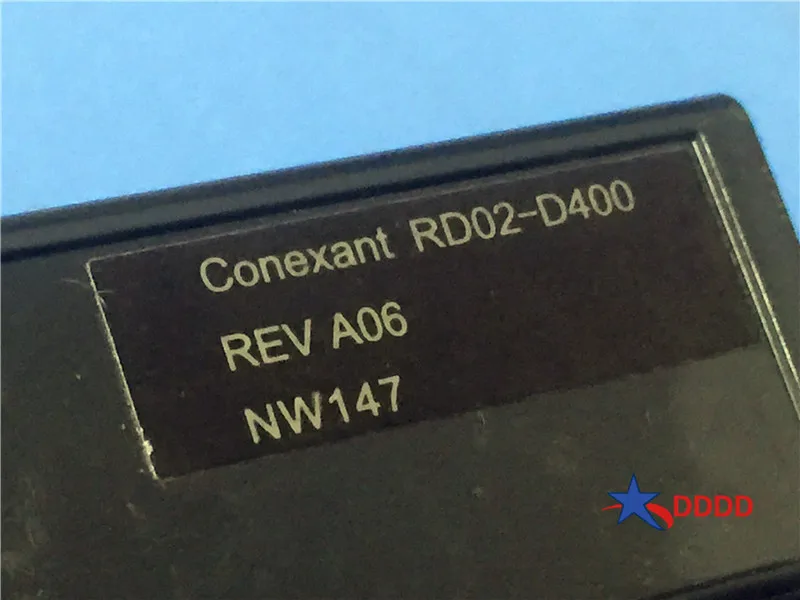 Conexant RD02-D400
REV A06
NW147
DDDD